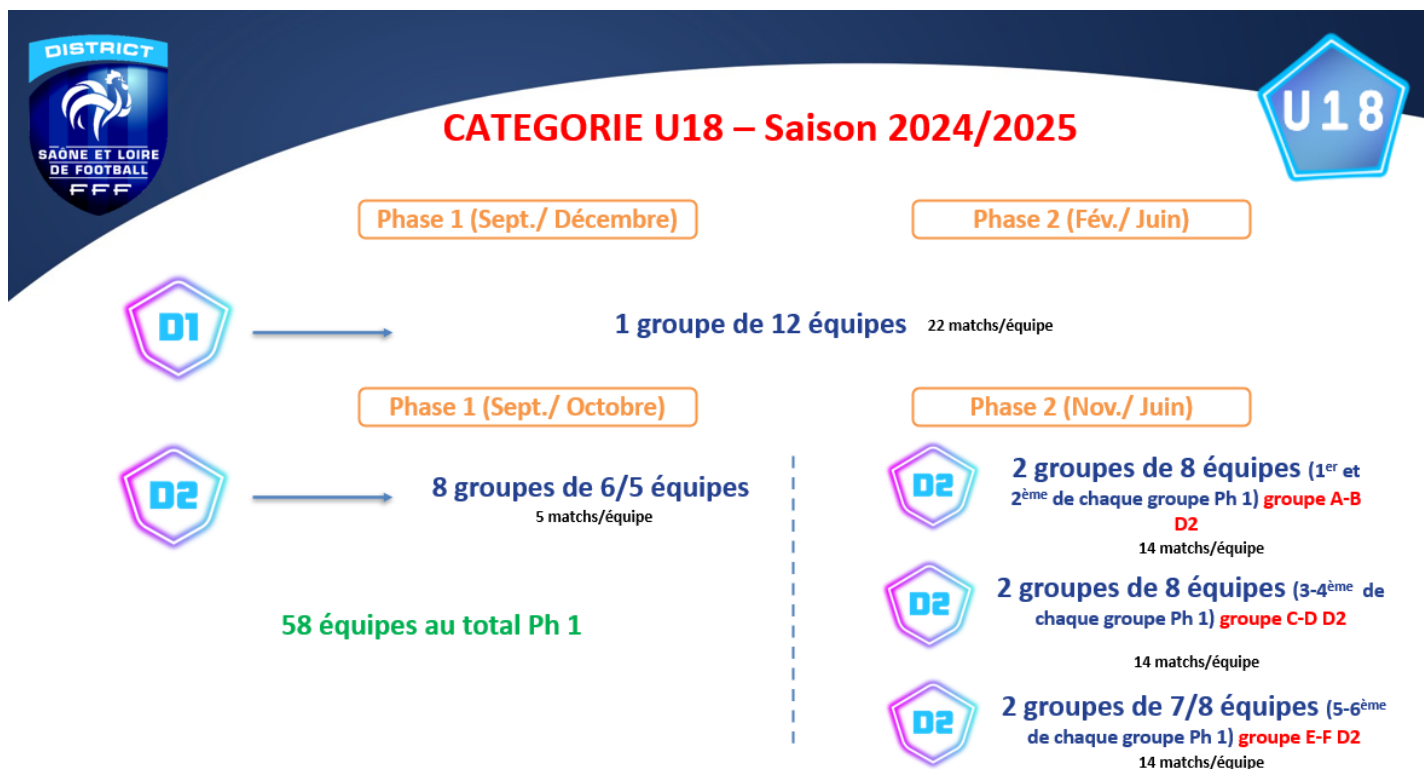 DISTRICT
SAÔNE ET LOIRE
DE FOOTBALL
FFF
U18
CATEGORIE U18 – Saison 2024/2025
Phase 1 (Sept./ Décembre)
Phase 2 (Fév./ Juin)
D1
1 groupe de 12 équipes 22 matchs/équipe
Phase 1 (Sept./ Octobre)
Phase 2 (Nov./ Juin)
D2
8 groupes de 6/5 équipes
5 matchs/équipe
58 équipes au total Ph 1
D2
2 groupes de 8 équipes (1er et
2ème de chaque groupe Ph 1) groupe A-B
D2
14 matchs/équipe
D2
2 groupes de 8 équipes (3-4ème de
chaque groupe Ph 1) groupe C-D D2
14 matchs/équipe
D2
2 groupes de 7/8 équipes (5-6ème
de chaque groupe Ph 1) groupe E-F D2
14 matchs/équipe